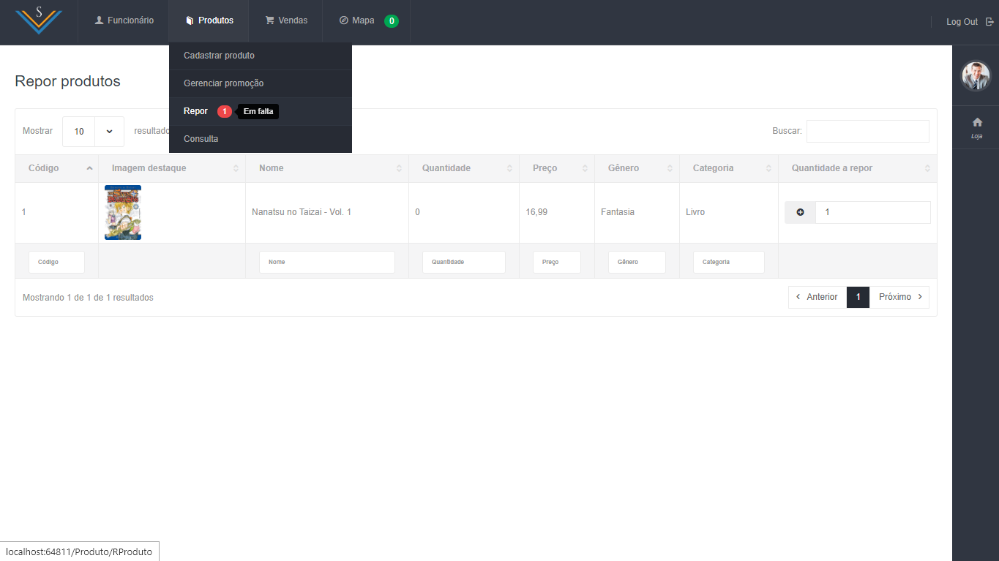 S
Funcionário
Produtos
Vendas
Mapa 0
Log Out
Cadastrar produto
Gerenciar promoção
Repor 1 Em falta
Consulta
Repor produtos
Mostrar 10 resultado
Buscar:
Código Imagem destaque Nome Quantidade Preço Gênero Categoria Quantidade a repor
1 Nanatsu no Taizai - Vol. 1 0 16,99 Fantasia Livro 1
Código Nome Quantidade Preço Gênero Categoria
Mostrando 1 de 1 de 1 resultados
Anterior 1 Próximo
Loja
localhost:64811/Produto/RProduto